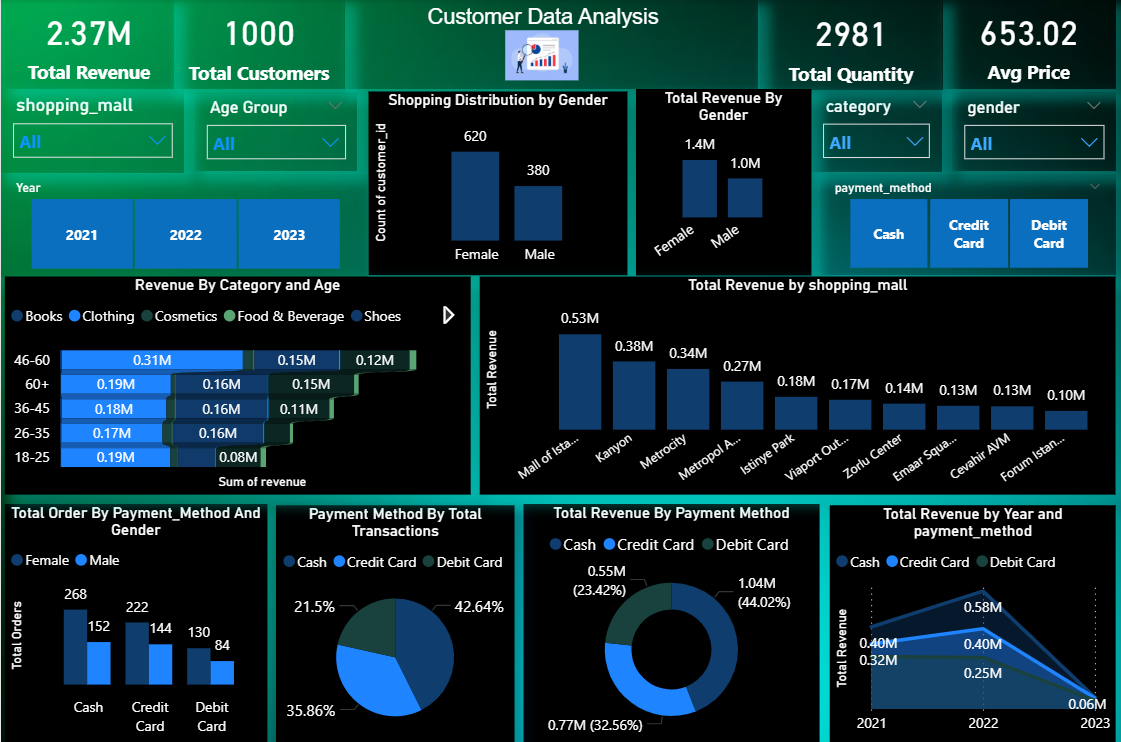 Customer Data Analysis
2.37M
Total Revenue
1000
Total Customers
2981
Total Quantity
653.02
Avg Price
shopping_mall
All
Age Group
All
Year
2021
2022
2023
Shopping Distribution by Gender
Count of customer_id
620
380
Female
Male
Total Revenue By
Gender
1.4M
1.0M
Female
Male
category
All
gender
All
payment_method
Cash
Credit
Card
Debit
Card
Revenue By Category and Age
Books Clothing Cosmetics Food & Beverage Shoes
46-60 0.31M 0.15M 0.12M
60+ 0.19M 0.16M 0.15M
36-45 0.18M 0.16M 0.11M
26-35 0.17M 0.16M
18-25 0.19M 0.08M
Sum of revenue
Total Revenue by shopping_mall
Total Revenue
0.53M
0.38M
0.34M
0.27M
0.18M
0.17M
0.14M
0.13M
0.13M
0.10M
Mall of Ista...
Kanyon
Metrocity
Metropol A...
Istinye Park
Viaport Out...
Zorlu Center
Emaar Squa...
Cevahir AVM
Forum Istan...
Total Order By Payment_Method And
Gender
Female Male
Total Orders
268
152
222
144
130
84
Cash
Credit
Card
Debit
Card
Payment Method By Total
Transactions
Cash Credit Card Debit Card
21.5%
42.64%
35.86%
Total Revenue By Payment Method
Cash Credit Card Debit Card
0.55M
(23.42%)
1.04M
(44.02%)
0.77M (32.56%)
Total Revenue by Year and
payment_method
Cash Credit Card Debit Card
Total Revenue
0.58M
0.40M
0.40M
0.32M
0.25M
0.06M
2021
2022
2023